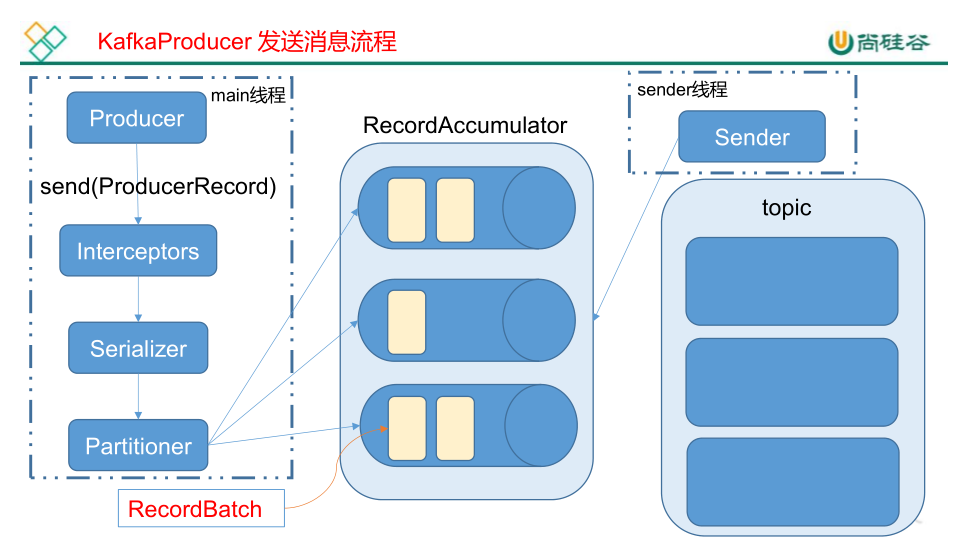 KafkaProducer 发送消息流程
尚硅谷
main线程
Producer
send(ProducerRecord)
Interceptors
Serializer
Partitioner
RecordBatch
RecordAccumulator
sender线程
Sender
topic